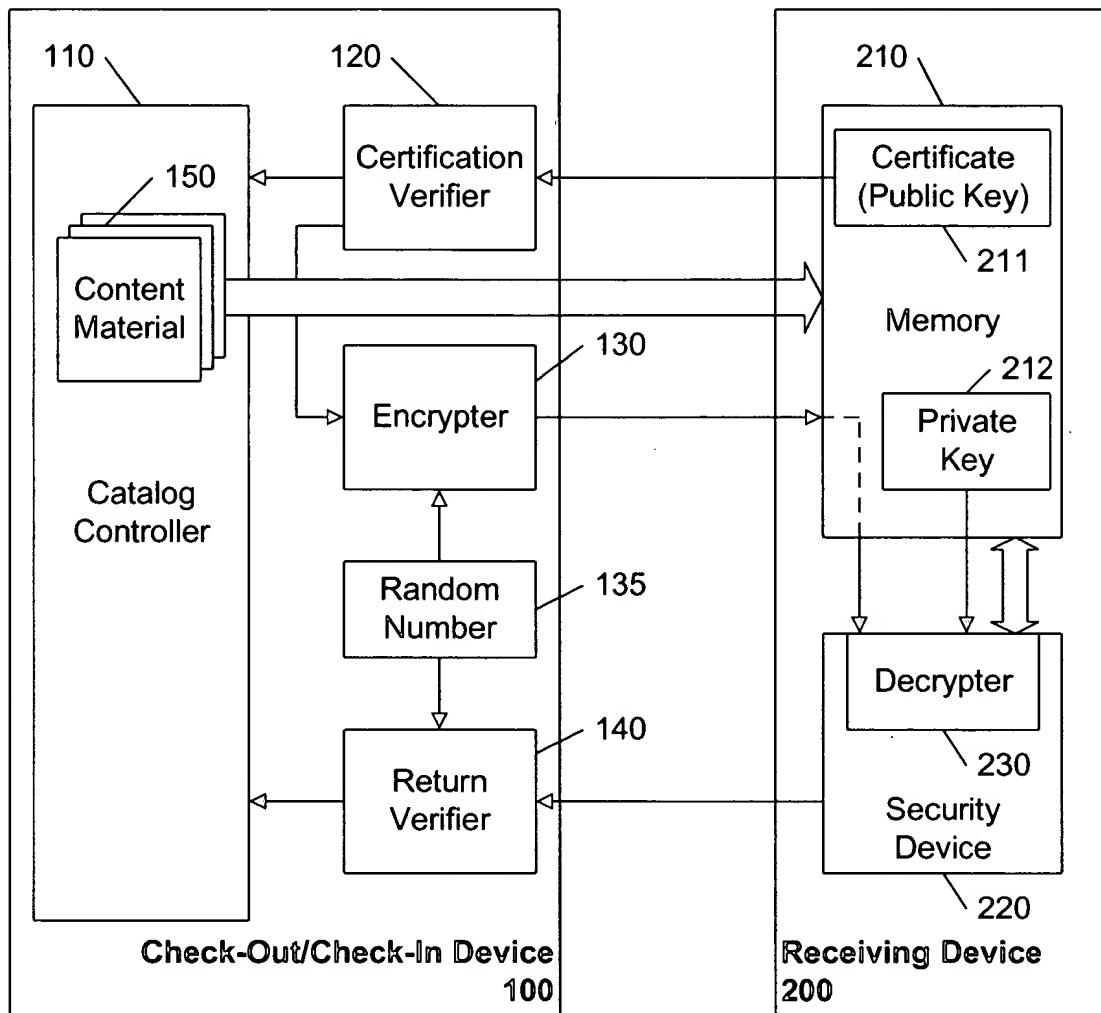 110
120
210
150
Certification
Verifier
Certificate
(Public Key)
211
Content
Material
Memory
130
212
Encrypter
Private
Key
Catalog
Controller
Random
Number
135
Decrypter
140
230
Return
Verifier
Security
Device
220
Check-Out/Check-In Device
100
Receiving Device
200